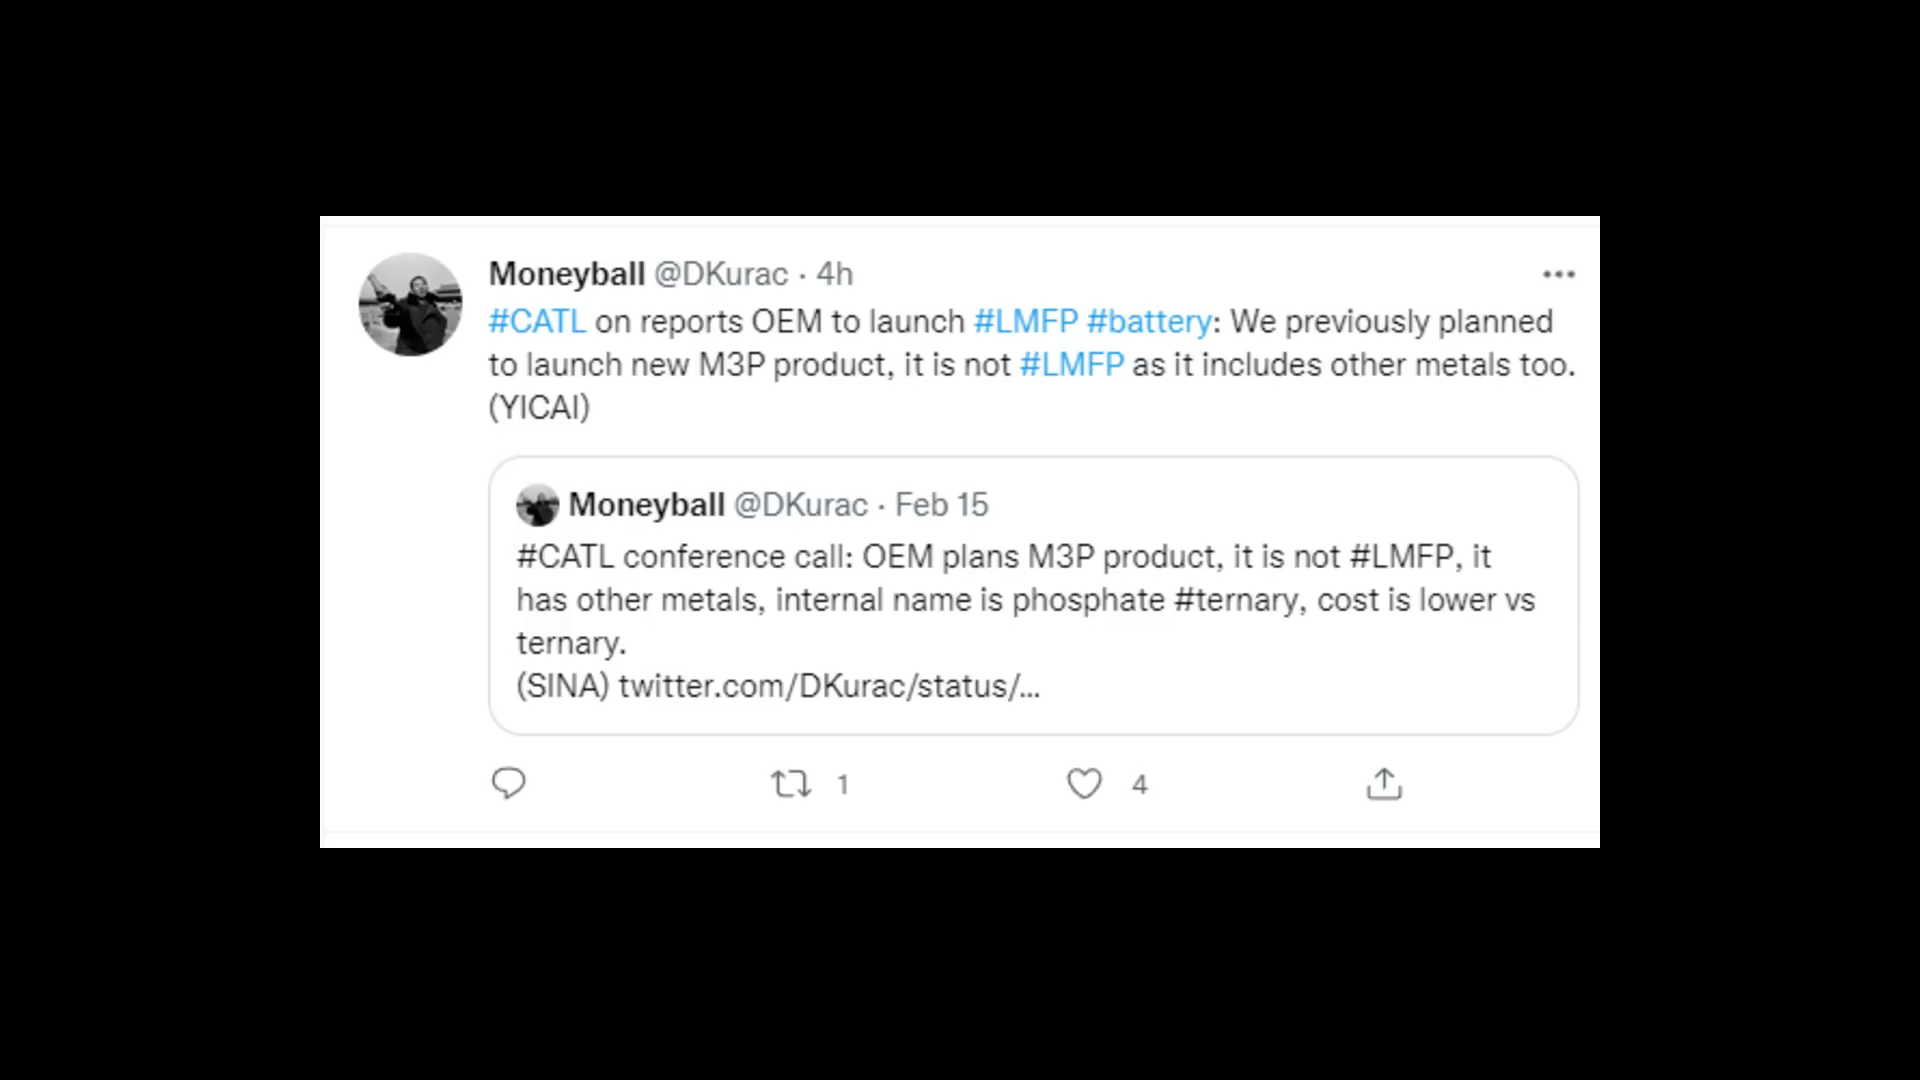 Moneyball @DKurac · 4h
#CATL on reports OEM to launch #LMFP #battery: We previously planned
to launch new M3P product, it is not #LMFP as it includes other metals too.
(YICAI)
Moneyball @DKurac · Feb 15
#CATL conference call: OEM plans M3P product, it is not #LMFP, it
has other metals, internal name is phosphate #ternary, cost is lower vs
ternary.
(SINA) twitter.com/DKurac/status/...
1 4